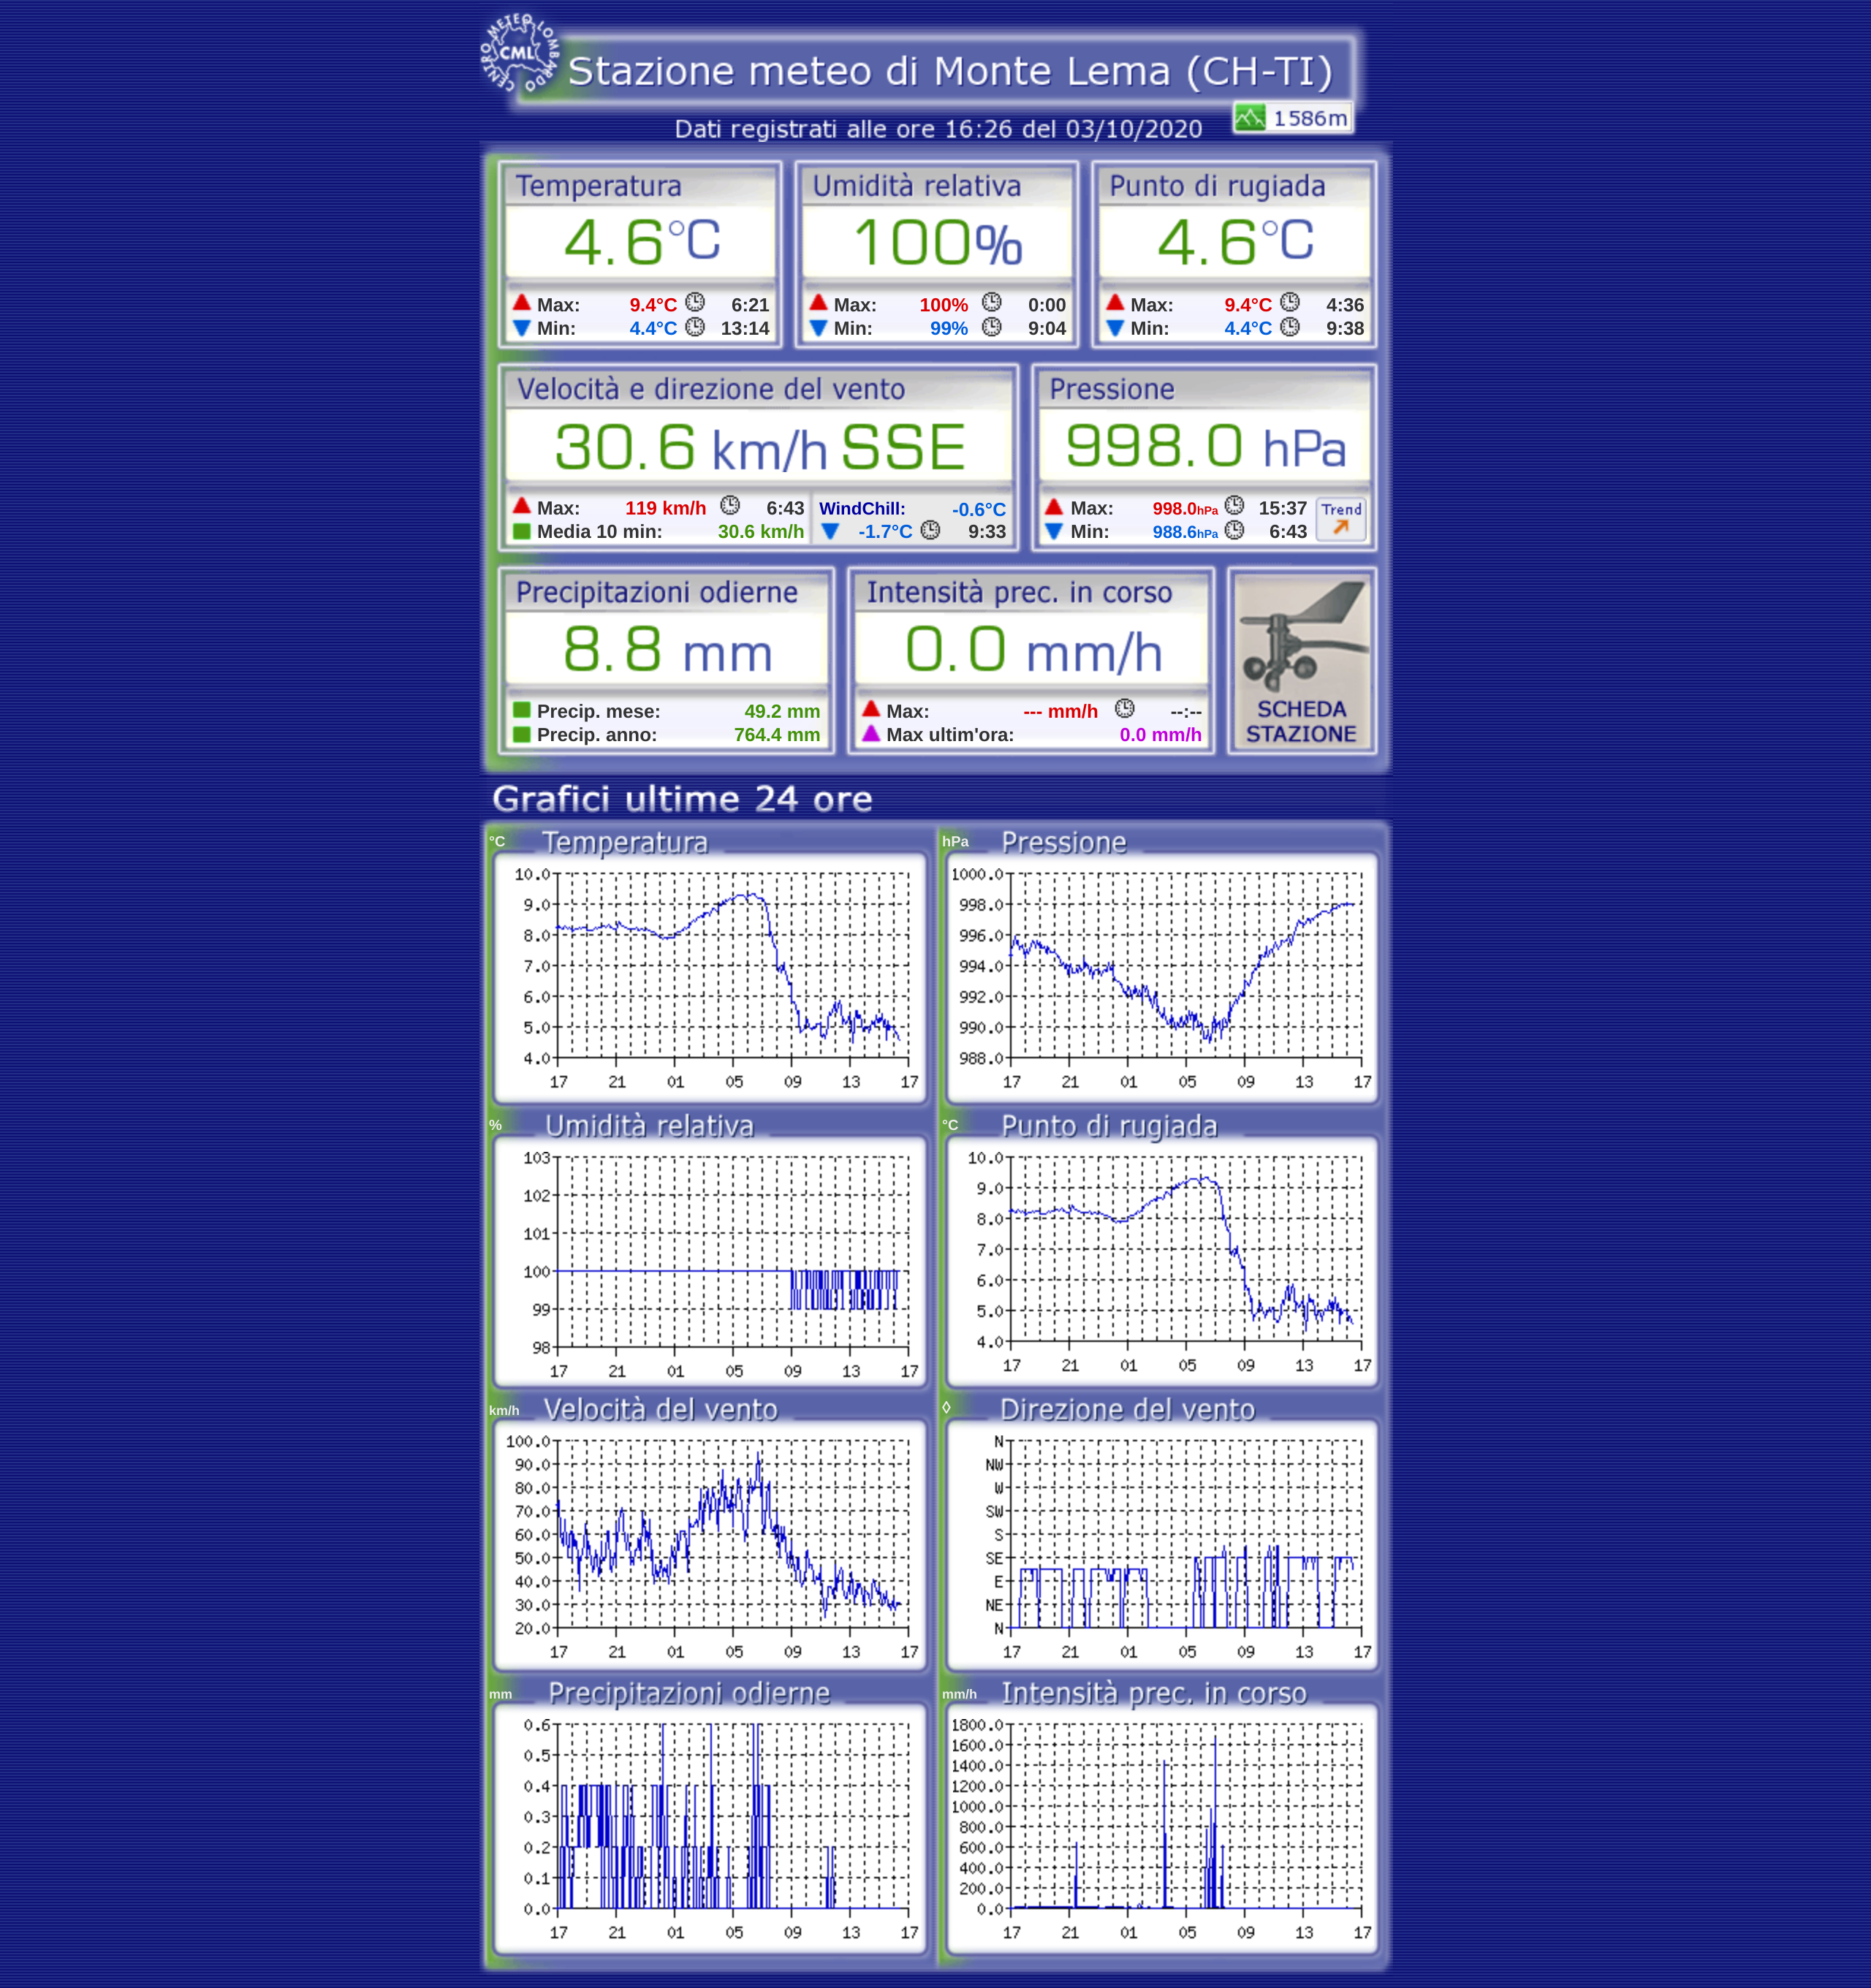 CENTRO METEO LOMBARDO
CML
Stazione meteo di Monte Lema (CH-TI)
1586m
Dati registrati alle ore 16:26 del 03/10/2020
Temperatura
4.6°C
Max: 9.4°C 6:21
Min: 4.4°C 13:14
Umidità relativa
100%
Max: 100% 0:00
Min: 99% 9:04
Punto di rugiada
4.6°C
Max: 9.4°C 4:36
Min: 4.4°C 9:38
Velocità e direzione del vento
30.6 km/h SSE
Max: 119 km/h 6:43
Media 10 min: 30.6 km/h
WindChill: -0.6°C
-1.7°C 9:33
Pressione
998.0 hPa
Max: 998.0hPa 15:37
Min: 988.6hPa 6:43
Trend
Precipitazioni odierne
8.8 mm
Precip. mese: 49.2 mm
Precip. anno: 764.4 mm
Intensità prec. in corso
0.0 mm/h
Max: --- mm/h --:--
Max ultim'ora: 0.0 mm/h
SCHEDA
STAZIONE
Grafici ultime 24 ore
°C Temperatura
10.0
9.0
8.0
7.0
6.0
5.0
4.0
17 21 01 05 09 13 17
hPa Pressione
1000.0
998.0
996.0
994.0
992.0
990.0
988.0
17 21 01 05 09 13 17
% Umidità relativa
103
102
101
100
99
98
17 21 01 05 09 13 17
°C Punto di rugiada
10.0
9.0
8.0
7.0
6.0
5.0
4.0
17 21 01 05 09 13 17
km/h Velocità del vento
100.0
90.0
80.0
70.0
60.0
50.0
40.0
30.0
20.0
17 21 01 05 09 13 17
◊ Direzione del vento
N
NW
W
SW
S
SE
E
NE
N
17 21 01 05 09 13 17
mm Precipitazioni odierne
0.6
0.5
0.4
0.3
0.2
0.1
0.0
17 21 01 05 09 13 17
mm/h Intensità prec. in corso
1800.0
1600.0
1400.0
1200.0
1000.0
800.0
600.0
400.0
200.0
0.0
17 21 01 05 09 13 17